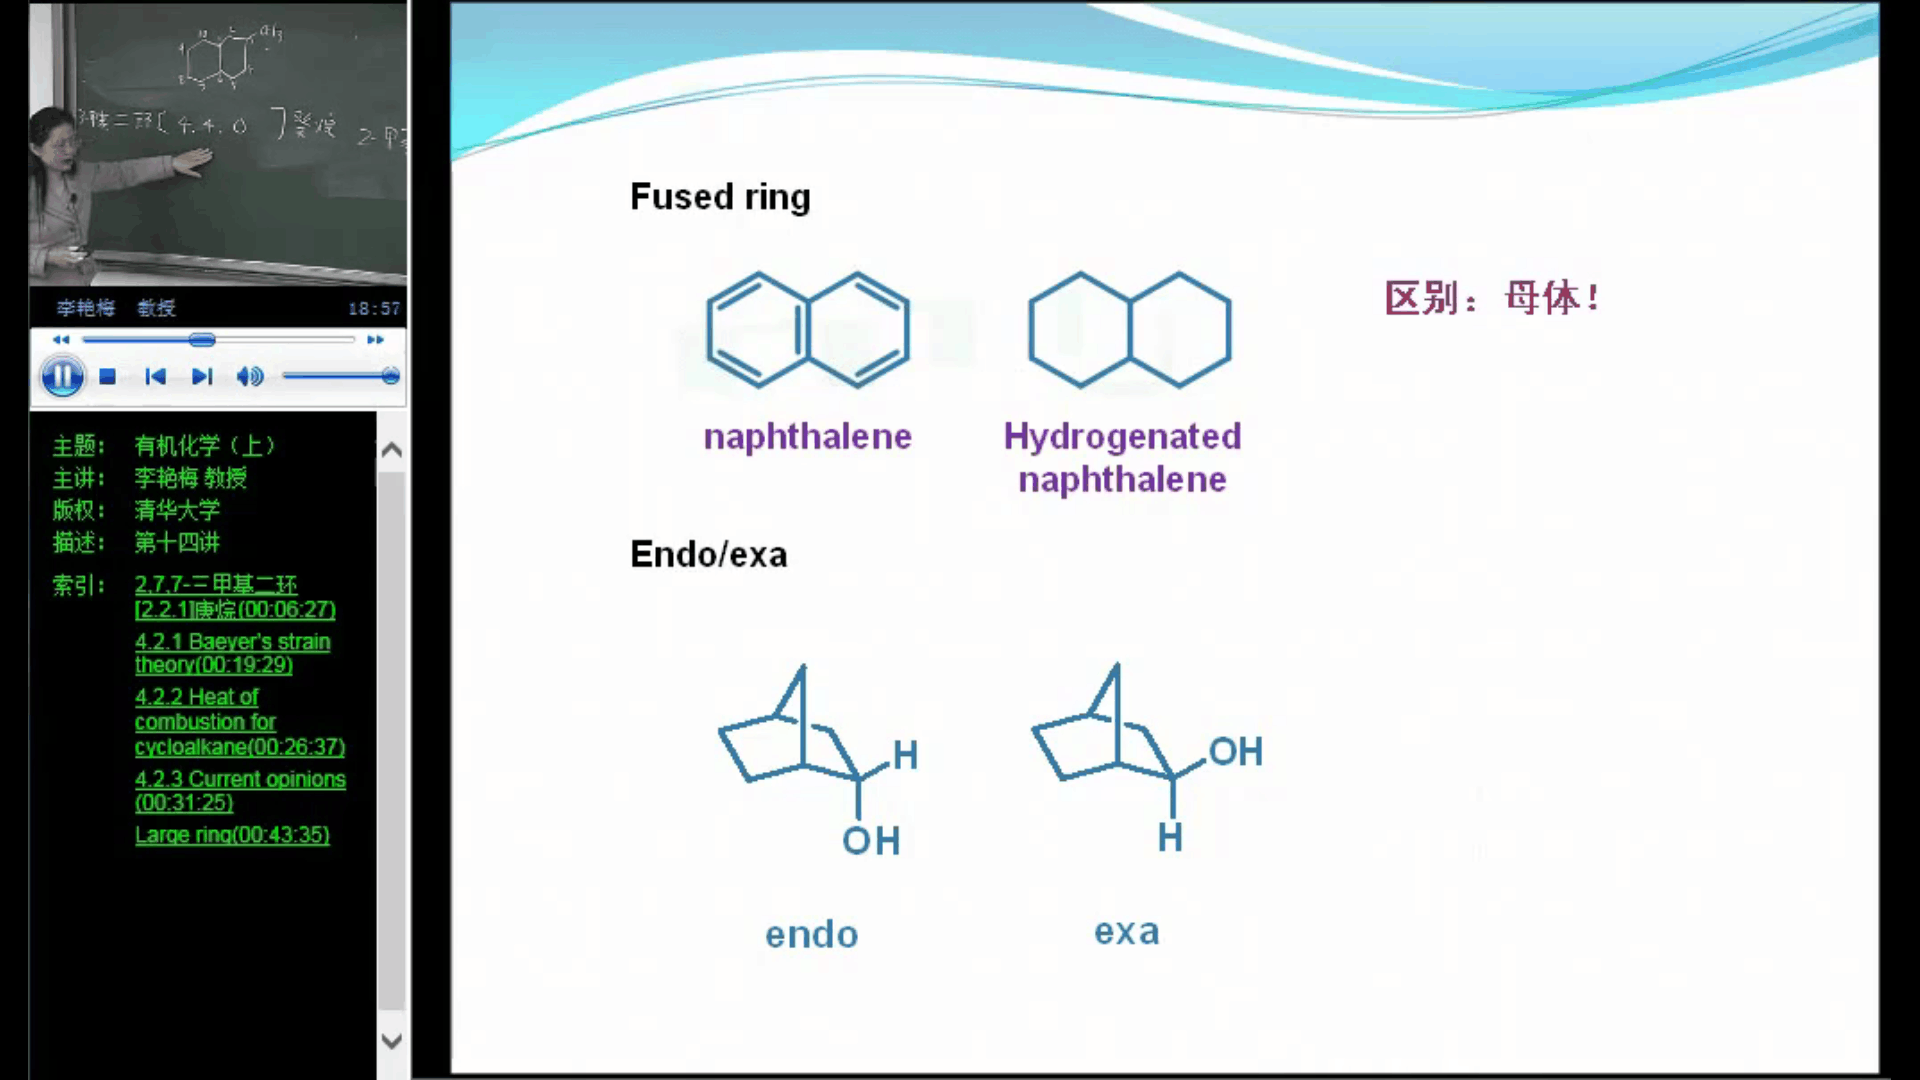 CH₃
二环[4.4.0]癸烷
2-甲
李艳梅 教授 18:57
主题: 有机化学(上)
主讲: 李艳梅 教授
版权: 清华大学
描述: 第十四讲
索引: 2,7,7-三甲基二环
[2.2.1]庚烷(00:06:27)
4.2.1 Baeyer's strain
theory(00:19:29)
4.2.2 Heat of
combustion for
cycloalkane(00:26:37)
4.2.3 Current opinions
(00:31:25)
Large ring(00:43:35)
Fused ring
区别：母体！
naphthalene
Hydrogenated
naphthalene
Endo/exa
H
OH
OH
H
endo
exa